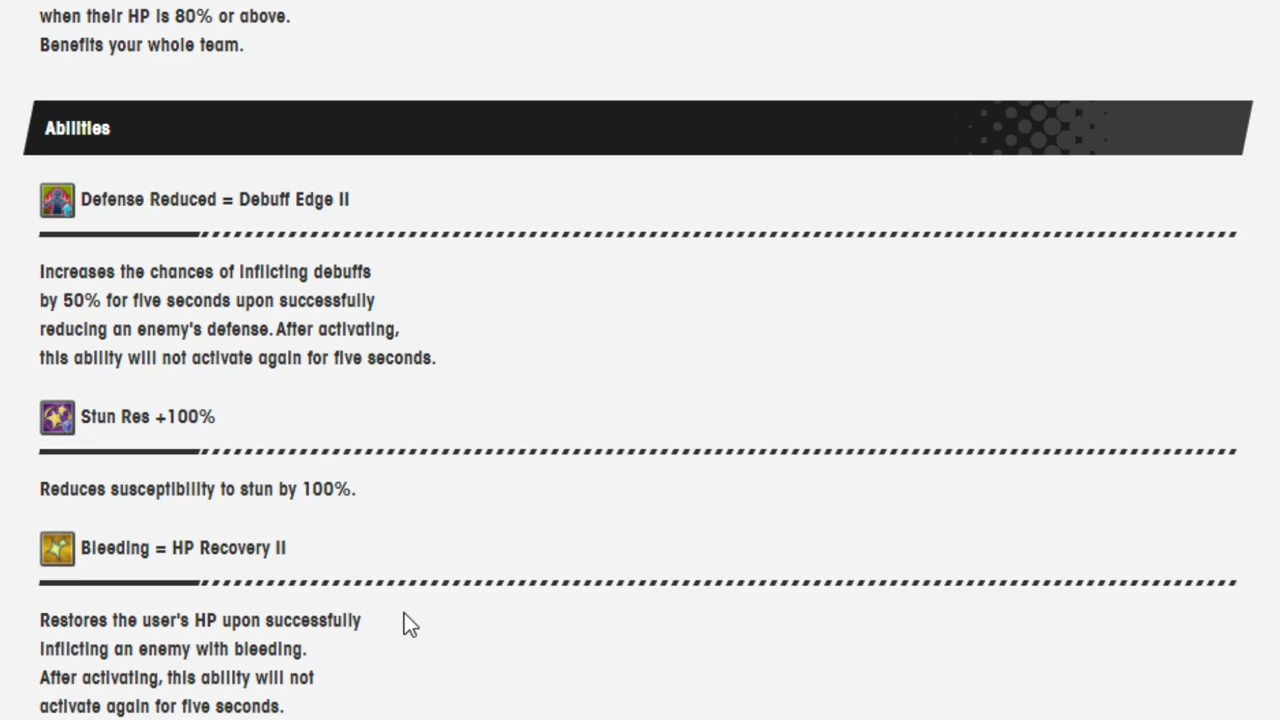 when their HP is 80% or above.
Benefits your whole team.
Abilities
Defense Reduced = Debuff Edge II
Increases the chances of inflicting debuffs
by 50% for five seconds upon successfully
reducing an enemy's defense. After activating,
this ability will not activate again for five seconds.
Stun Res +100%
Reduces susceptibility to stun by 100%.
Bleeding = HP Recovery II
Restores the user's HP upon successfully
inflicting an enemy with bleeding.
After activating, this ability will not
activate again for five seconds.